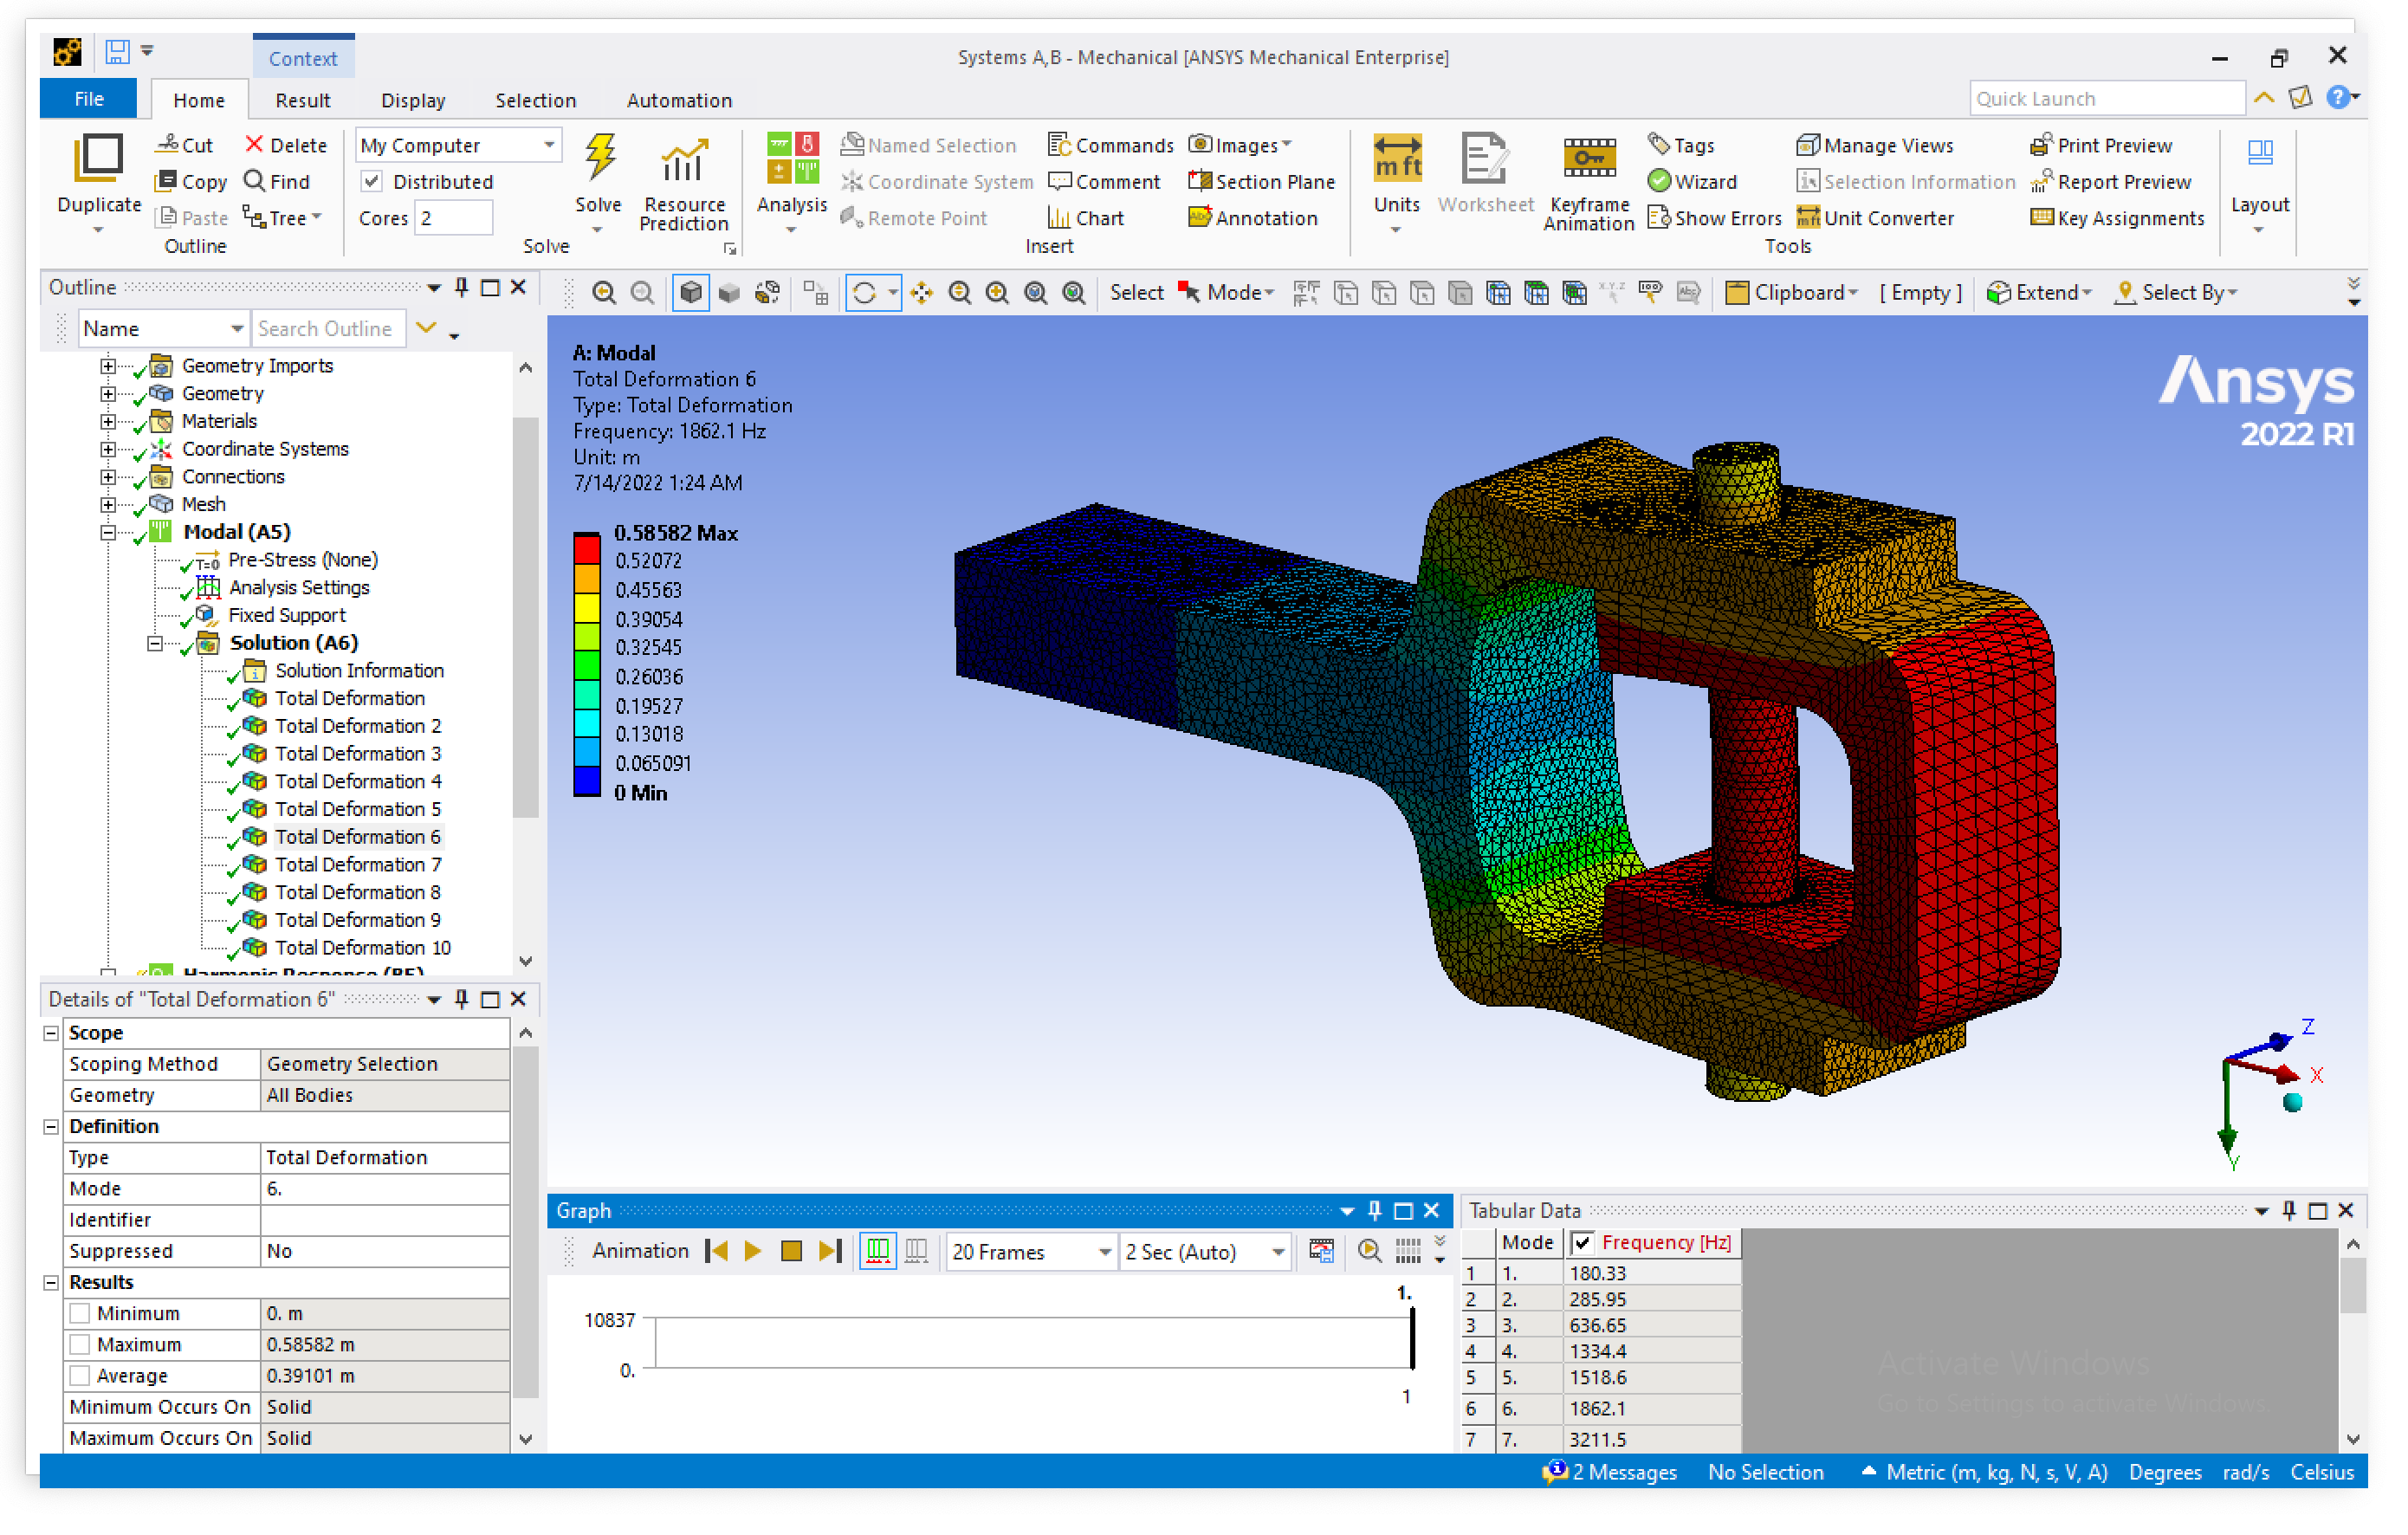 Context
Systems A,B - Mechanical [ANSYS Mechanical Enterprise]
File Home Result Display Selection Automation
Quick Launch
Duplicate
Cut
Copy
Paste
Delete
Find
Tree
Outline
My Computer
Distributed
Cores 2
Solve
Resource
Prediction
Solve
Analysis
Named Selection
Coordinate System
Remote Point
Commands
Comment
Chart
Images
Section Plane
Annotation
Insert
m ft
Units
Worksheet
Keyframe
Animation
Tags
Wizard
Show Errors
Manage Views
Selection Information
Unit Converter
Print Preview
Report Preview
Key Assignments
Tools
Layout
Outline
Name Search Outline
Select Mode Clipboard [ Empty ] Extend Select By
Geometry Imports
Geometry
Materials
Coordinate Systems
Connections
Mesh
Modal (A5)
T=0 Pre-Stress (None)
Analysis Settings
Fixed Support
Solution (A6)
Solution Information
Total Deformation
Total Deformation 2
Total Deformation 3
Total Deformation 4
Total Deformation 5
Total Deformation 6
Total Deformation 7
Total Deformation 8
Total Deformation 9
Total Deformation 10
Harmonic Response (B5)
Details of "Total Deformation 6"
Scope
Scoping Method Geometry Selection
Geometry All Bodies
Definition
Type Total Deformation
Mode 6.
Identifier
Suppressed No
Results
Minimum 0. m
Maximum 0.58582 m
Average 0.39101 m
Minimum Occurs On Solid
Maximum Occurs On Solid
A: Modal
Total Deformation 6
Type: Total Deformation
Frequency: 1862.1 Hz
Unit: m
7/14/2022 1:24 AM
0.58582 Max
0.52072
0.45563
0.39054
0.32545
0.26036
0.19527
0.13018
0.065091
0 Min
Ansys
2022 R1
Z
X
Y
Graph
Animation 20 Frames 2 Sec (Auto)
1.
10837
0.
1
Tabular Data
Mode Frequency [Hz]
1 1. 180.33
2 2. 285.95
3 3. 636.65
4 4. 1334.4
5 5. 1518.6
6 6. 1862.1
7 7. 3211.5
Activate Windows
Go to Settings to activate Windows.
2 Messages No Selection Metric (m, kg, N, s, V, A) Degrees rad/s Celsius